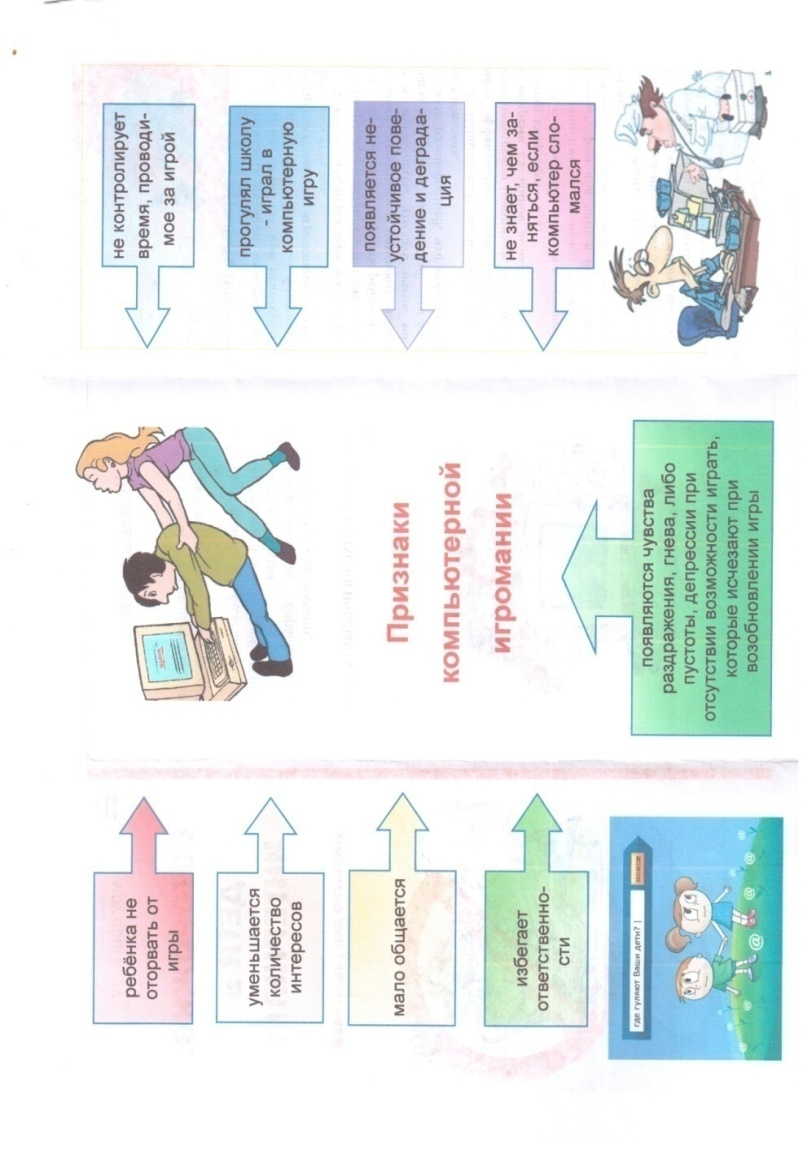 ребёнка не
оторвать от
игры
уменьшается
количество
интересов
мало общается
избегает
ответственно-
сти
где гуляют Ваши дети? |
поиск
@
@
@
@
@
Признаки
компьютерной
игромании
появляются чувства
раздражения, гнева, либо
пустоты, депрессии при
отсутствии возможности играть,
которые исчезают при
возобновлении игры
не контролирует
время, проводи-
мое за игрой
прогулял школу
- играл в
компьютерную
игру
появляется не-
устойчивое пове-
дение и деграда-
ция
не знает, чем за-
няться, если
компьютер сло-
мался